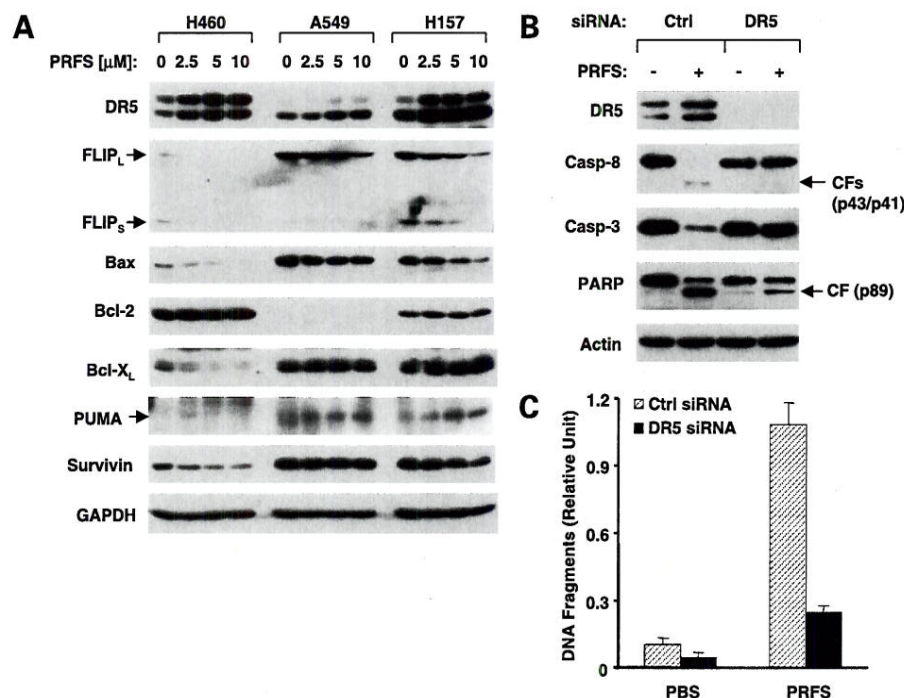 A
H460 A549 H157
PRFS [µM]: 0 2.5 5 10 0 2.5 5 10 0 2.5 5 10
DR5
FLIPL
FLIPS
Bax
Bcl-2
Bcl-XL
PUMA
Survivin
GAPDH
B
siRNA: Ctrl DR5
PRFS: - + - +
DR5
Casp-8
CFs
(p43/p41)
Casp-3
PARP
CF (p89)
Actin
C
Ctrl siRNA
DR5 siRNA
DNA Fragments (Relative Unit)
1.2
0.9
0.6
0.3
0
PBS PRFS